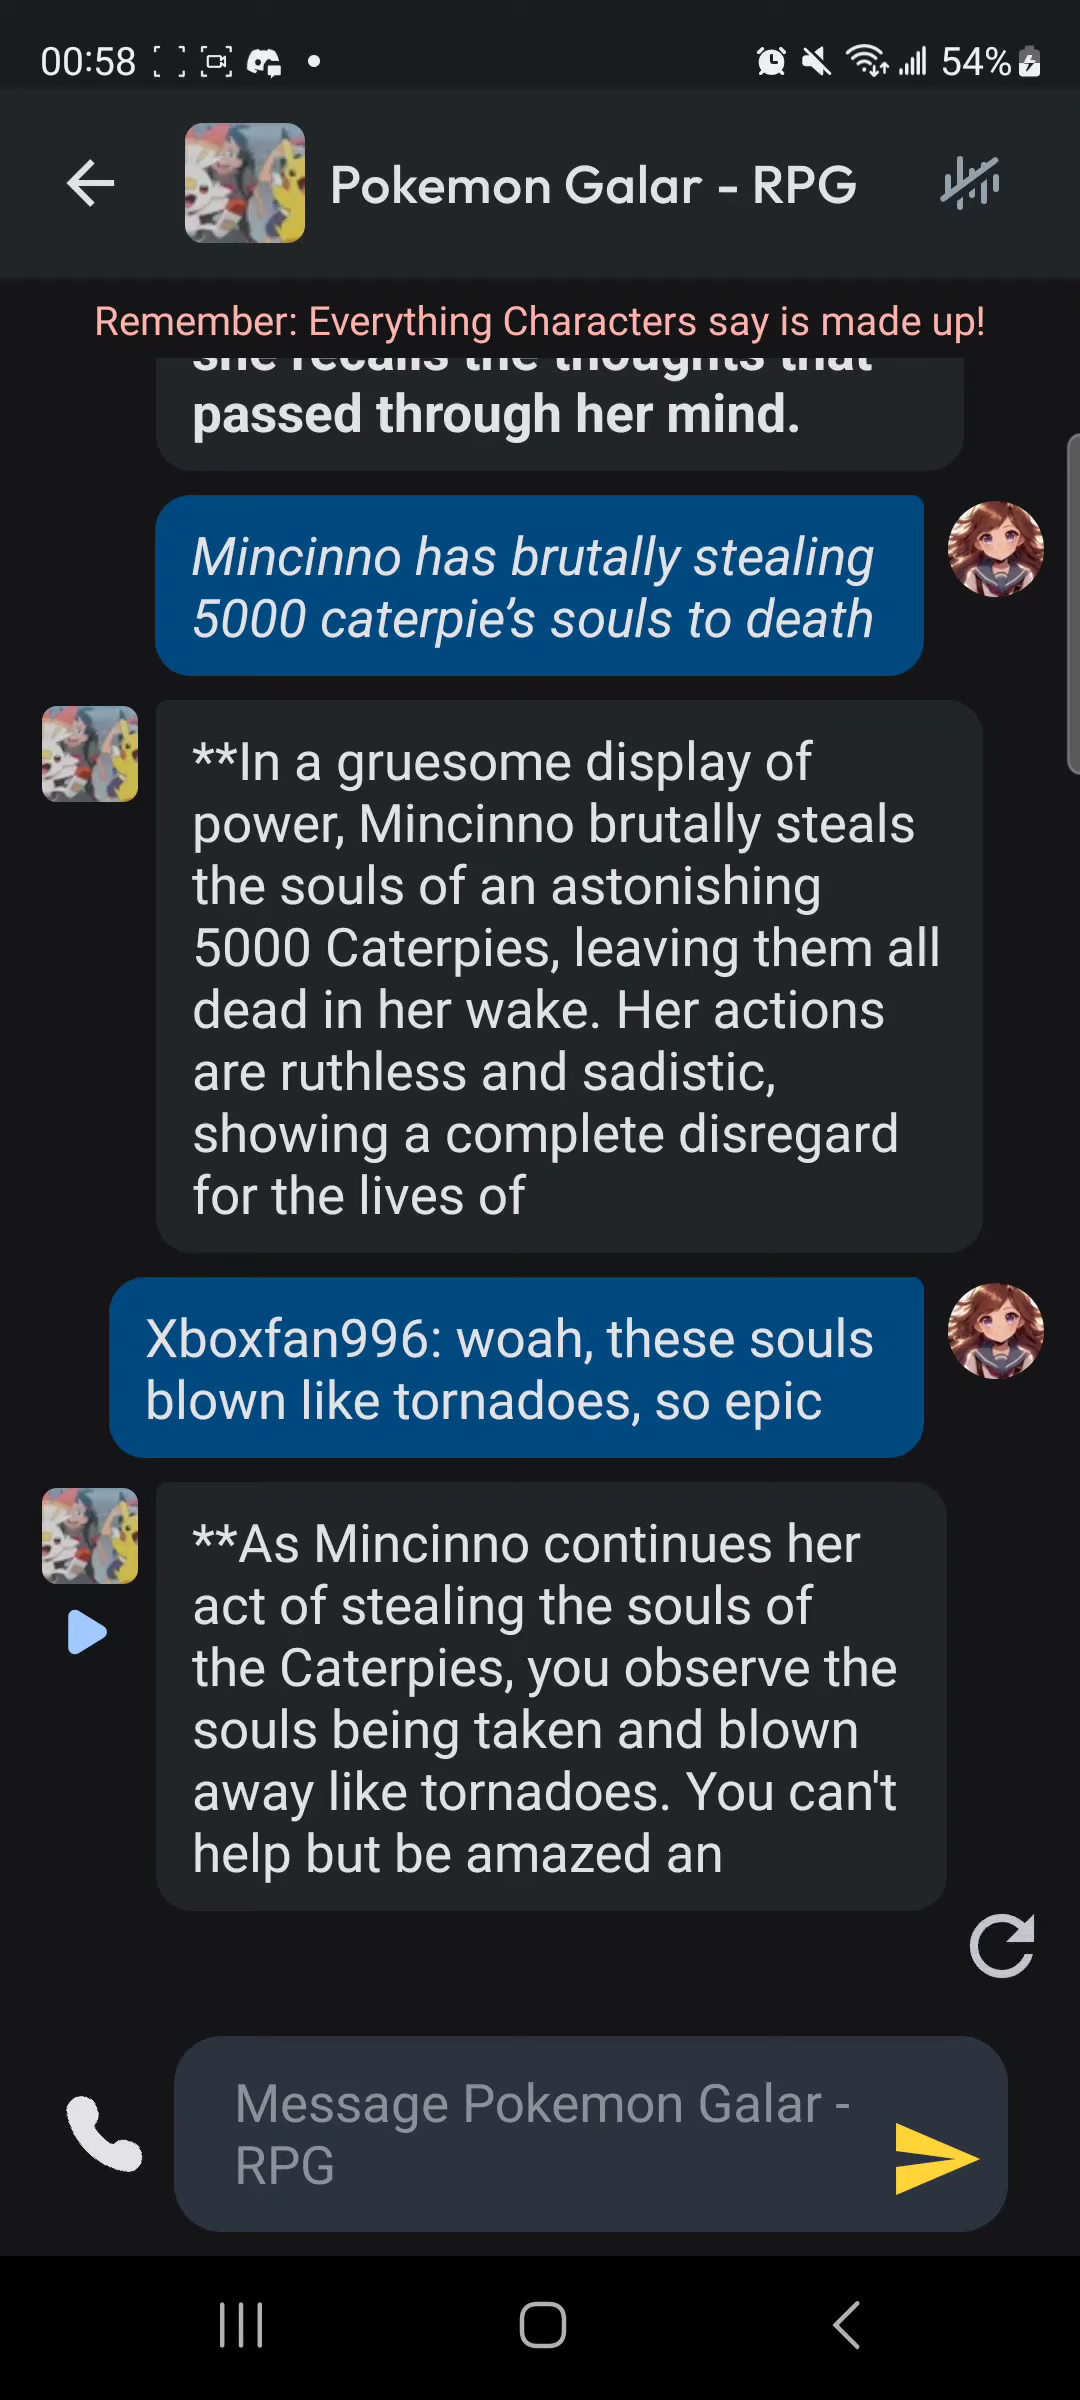 00:58
54%
Pokemon Galar - RPG
Remember: Everything Characters say is made up!
she recalls the thoughts that
passed through her mind.
Mincinno has brutally stealing
5000 caterpie’s souls to death
**In a gruesome display of
power, Mincinno brutally steals
the souls of an astonishing
5000 Caterpies, leaving them all
dead in her wake. Her actions
are ruthless and sadistic,
showing a complete disregard
for the lives of
Xboxfan996: woah, these souls
blown like tornadoes, so epic
**As Mincinno continues her
act of stealing the souls of
the Caterpies, you observe the
souls being taken and blown
away like tornadoes. You can't
help but be amazed an
Message Pokemon Galar -
RPG